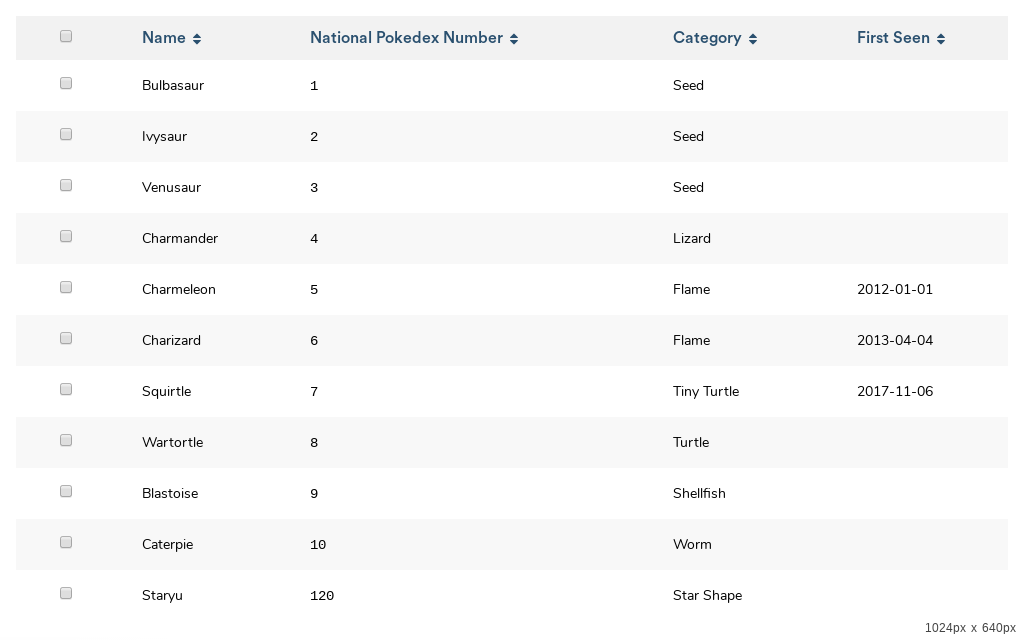 Name National Pokedex Number Category First Seen
Bulbasaur 1 Seed
Ivysaur 2 Seed
Venusaur 3 Seed
Charmander 4 Lizard
Charmeleon 5 Flame 2012-01-01
Charizard 6 Flame 2013-04-04
Squirtle 7 Tiny Turtle 2017-11-06
Wartortle 8 Turtle
Blastoise 9 Shellfish
Caterpie 10 Worm
Staryu 120 Star Shape
1024px x 640px